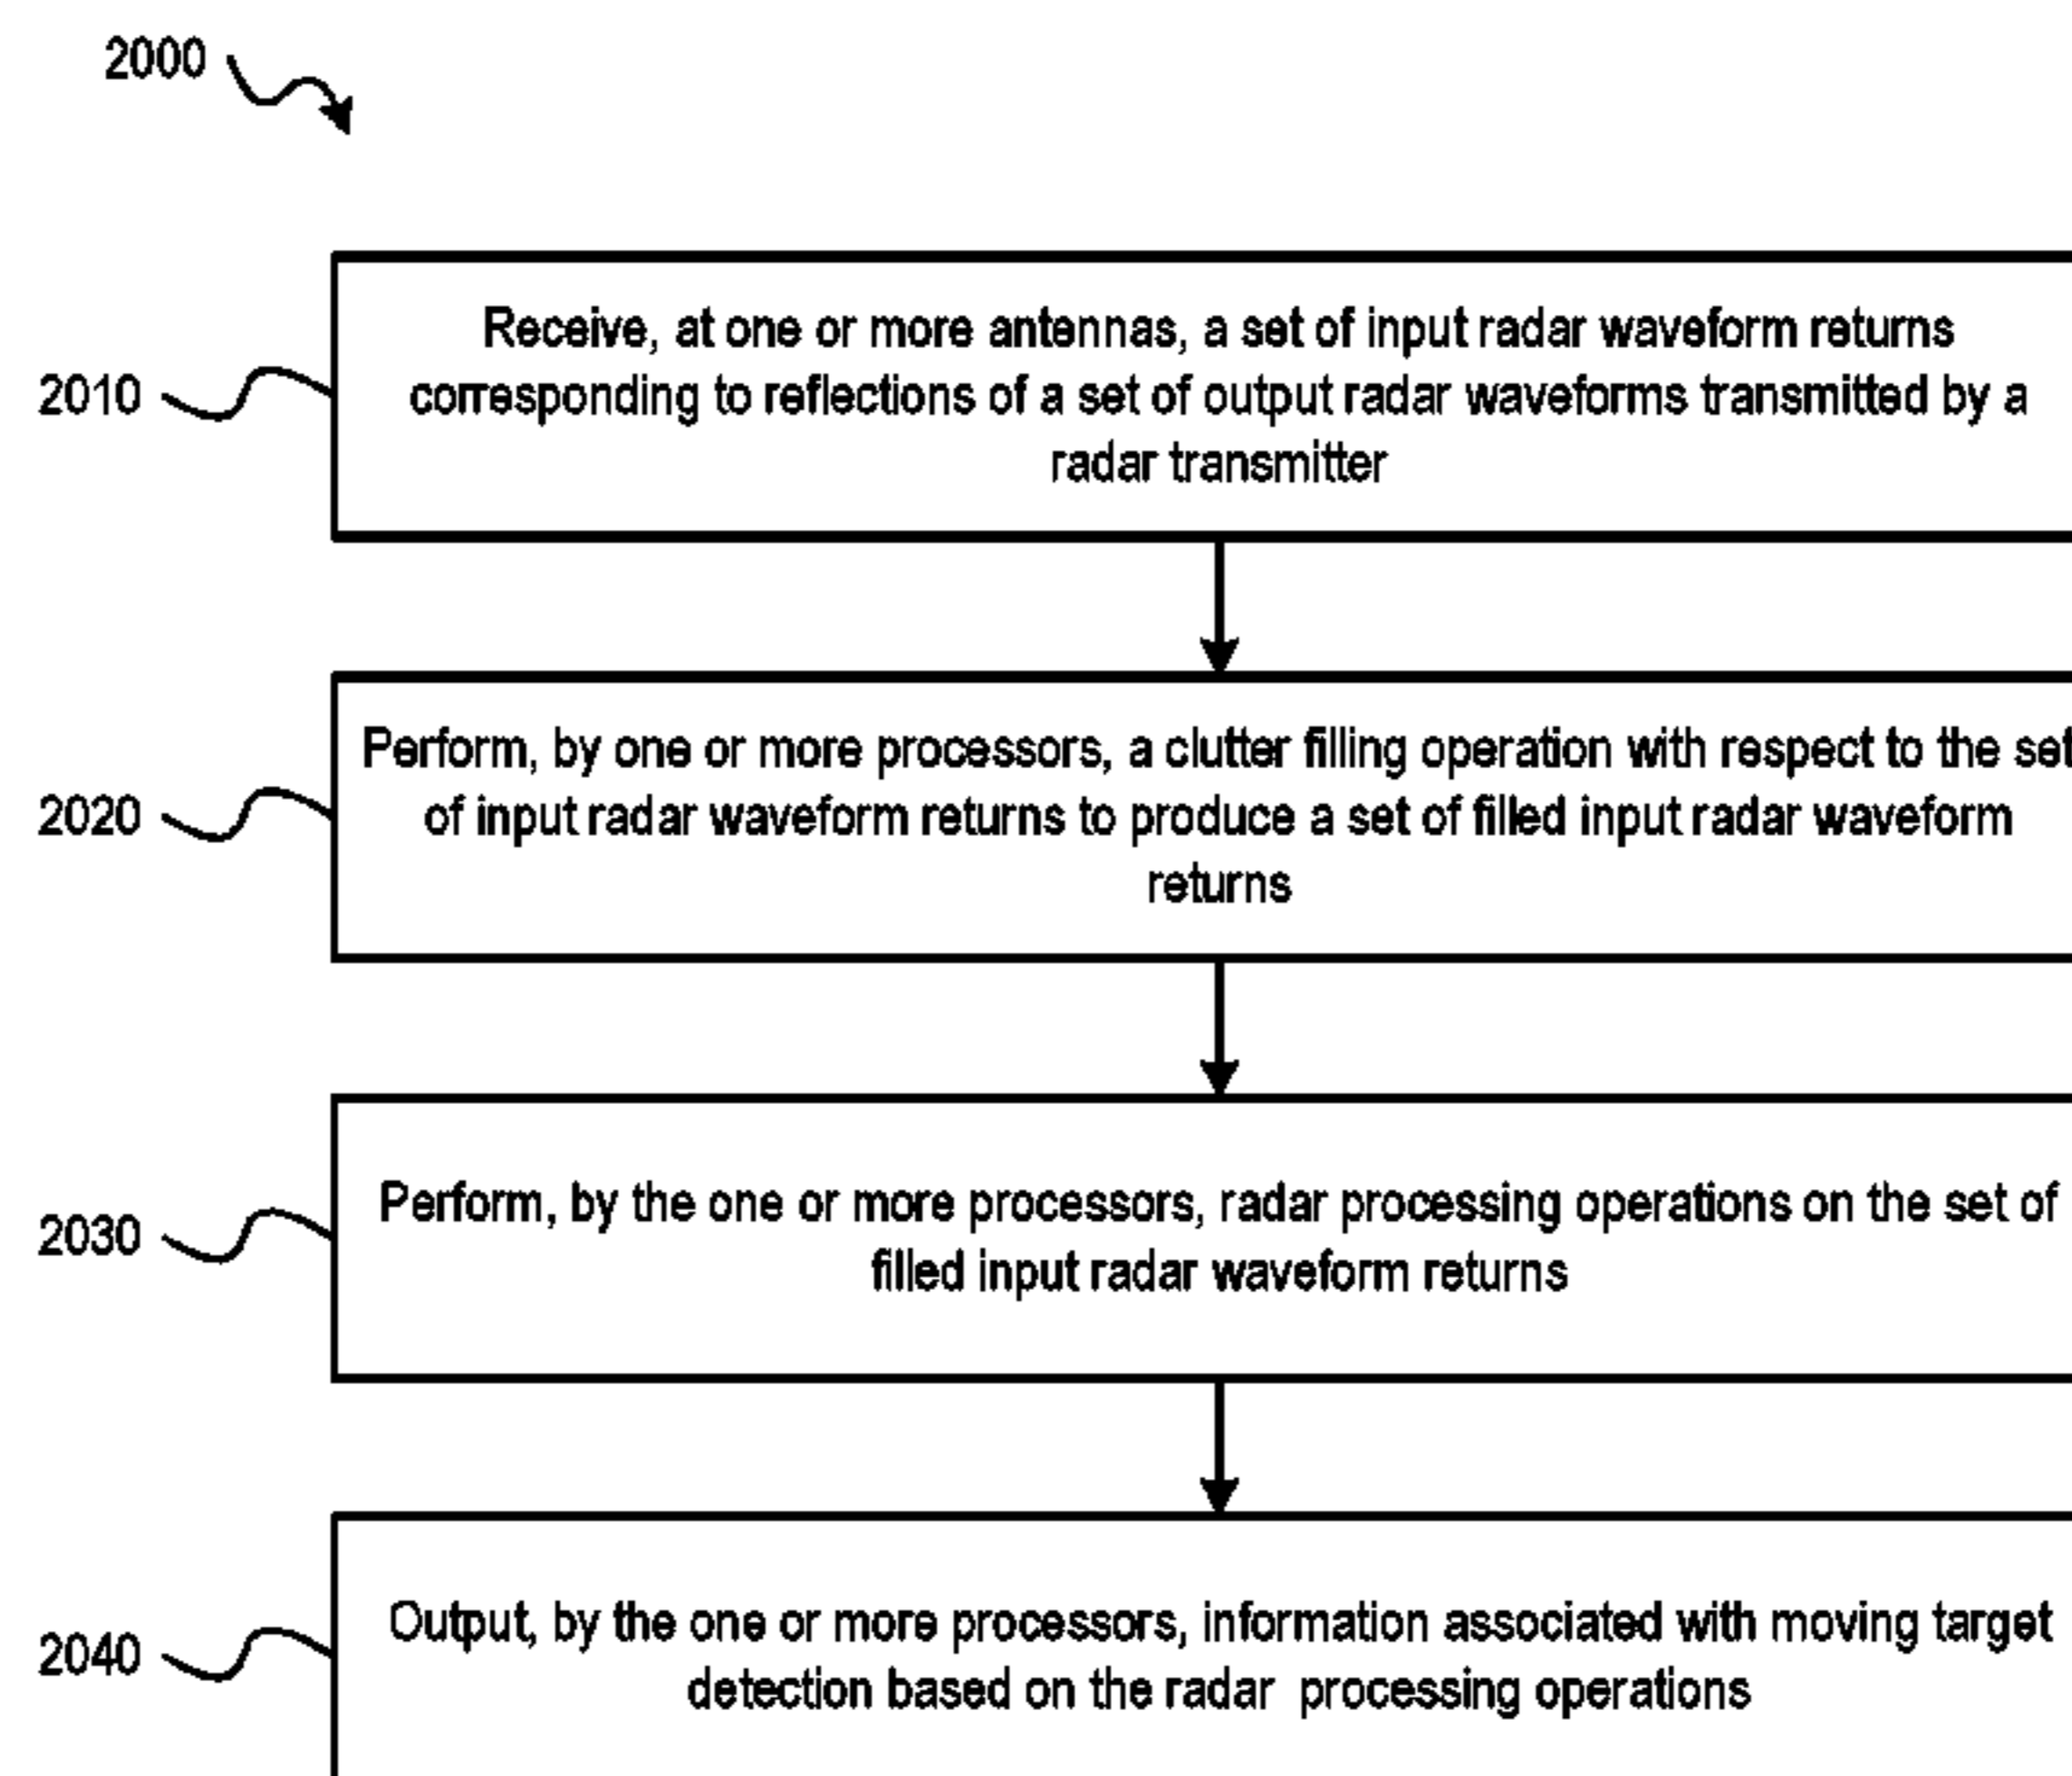 2000
Receive, at one or more antennas, a set of input radar waveform returns
2010
corresponding to reflections of a set of output radar waveforms transmitted by a
radar transmitter
Perform, by one or more processors, a clutter filling operation with respect to the set
2020
of input radar waveform returns to produce a set of filled input radar waveform
returns
Perform, by the one or more processors, radar processing operations on the set of
2030
filled input radar waveform returns
Output, by the one or more processors, information associated with moving target
2040
detection based on the radar processing operations